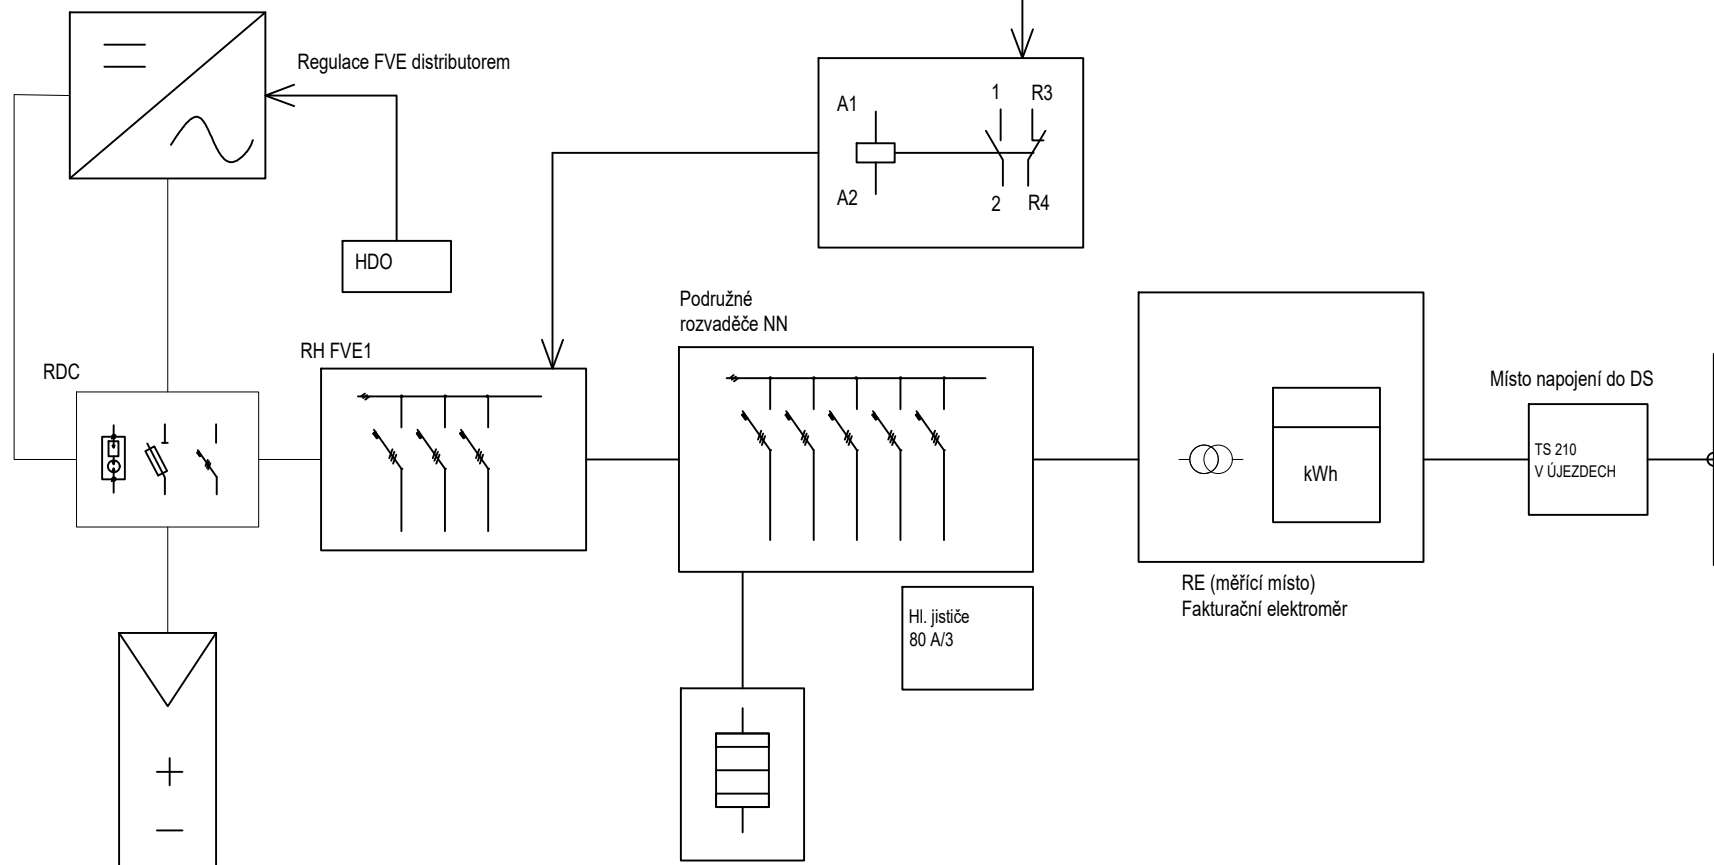 Regulace FVE distributorem
A1
1
R3
A2
2
R4
HDO
Podružné
rozvaděče NN
RH FVE1
RDC
Místo napojení do DS
TS 210
V ÚJEZDECH
kWh
RE (měřící místo)
Fakturační elektroměr
Hl. jističe
80 A/3